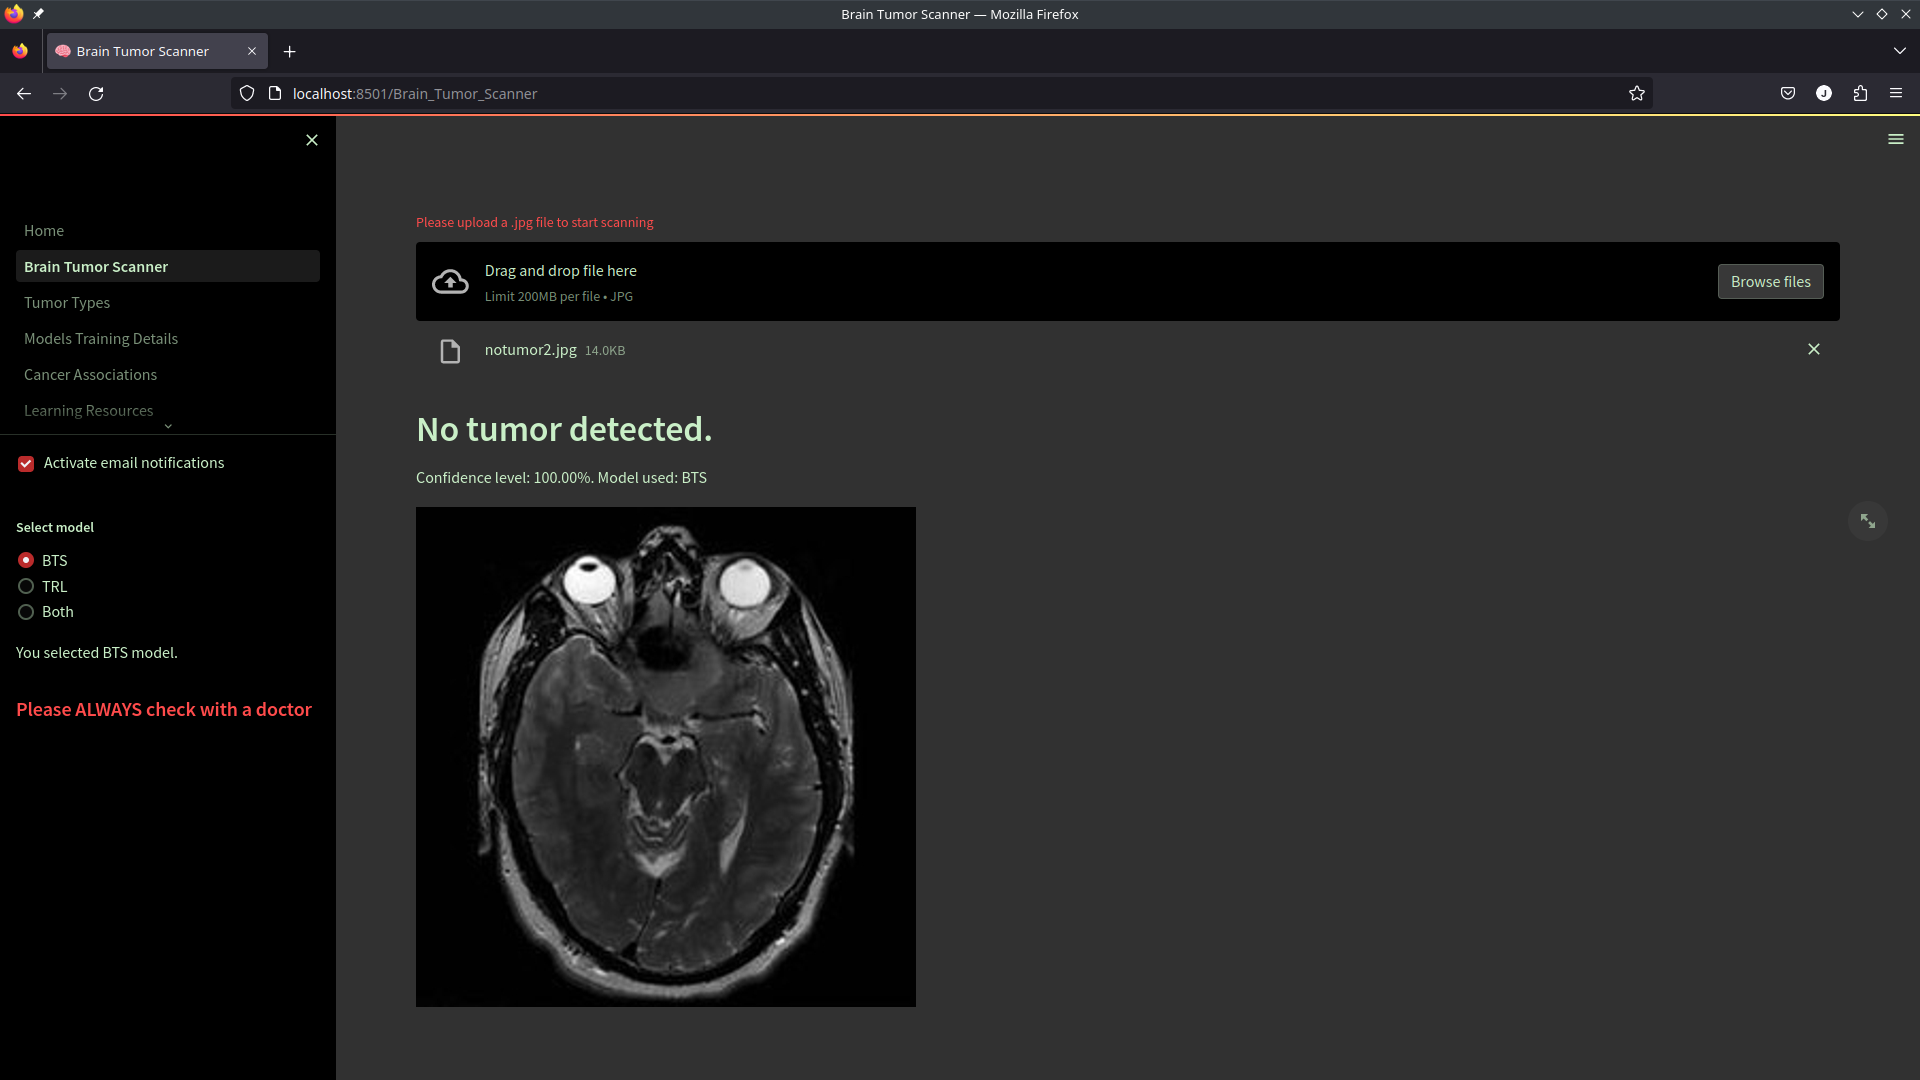 Brain Tumor Scanner — Mozilla Firefox
Brain Tumor Scanner
localhost:8501/Brain_Tumor_Scanner
J
Home
Brain Tumor Scanner
Tumor Types
Models Training Details
Cancer Associations
Learning Resources
Activate email notifications
Select model
BTS
TRL
Both
You selected BTS model.
Please ALWAYS check with a doctor
Please upload a .jpg file to start scanning
Drag and drop file here
Limit 200MB per file • JPG
Browse files
notumor2.jpg 14.0KB
No tumor detected.
Confidence level: 100.00%. Model used: BTS